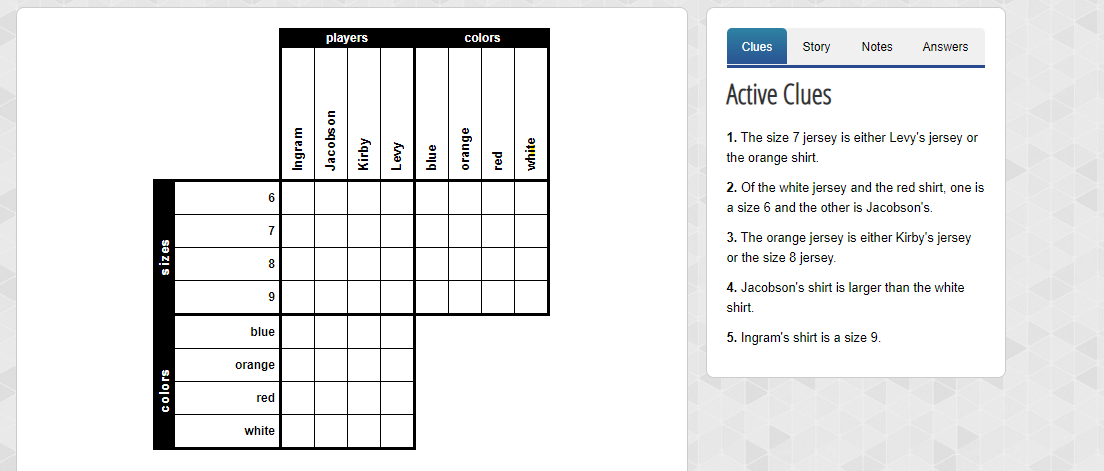 players colors
Ingram
Jacobson
Kirby
Levy
blue
orange
red
white
sizes
6
7
8
9
colors
blue
orange
red
white
Clues Story Notes Answers
Active Clues
1. The size 7 jersey is either Levy's jersey or
the orange shirt.
2. Of the white jersey and the red shirt, one is
a size 6 and the other is Jacobson's.
3. The orange jersey is either Kirby's jersey
or the size 8 jersey.
4. Jacobson's shirt is larger than the white
shirt.
5. Ingram's shirt is a size 9.